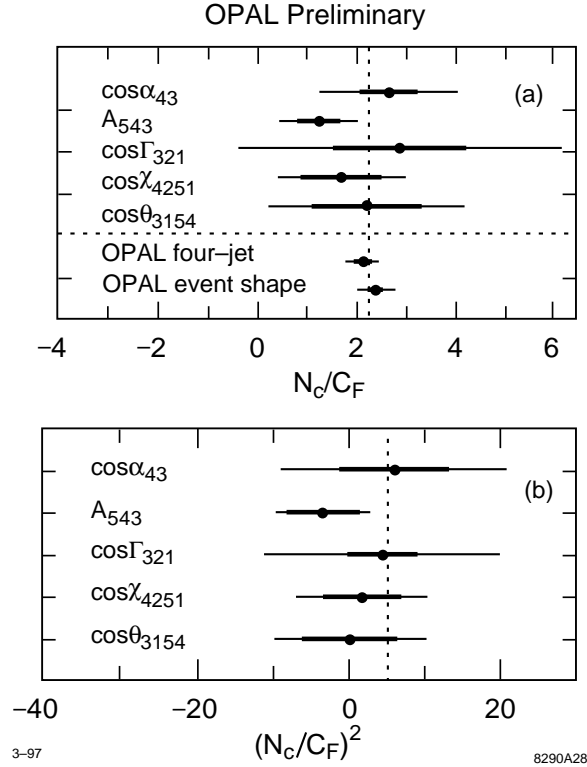 OPAL Preliminary
(a)
cosα43
A543
cosΓ321
cosχ4251
cosθ3154
OPAL four–jet
OPAL event shape
−4 −2 0 2 4 6
Nc/CF
(b)
cosα43
A543
cosΓ321
cosχ4251
cosθ3154
−40 −20 0 20
(Nc/CF)2
3–97 8290A28